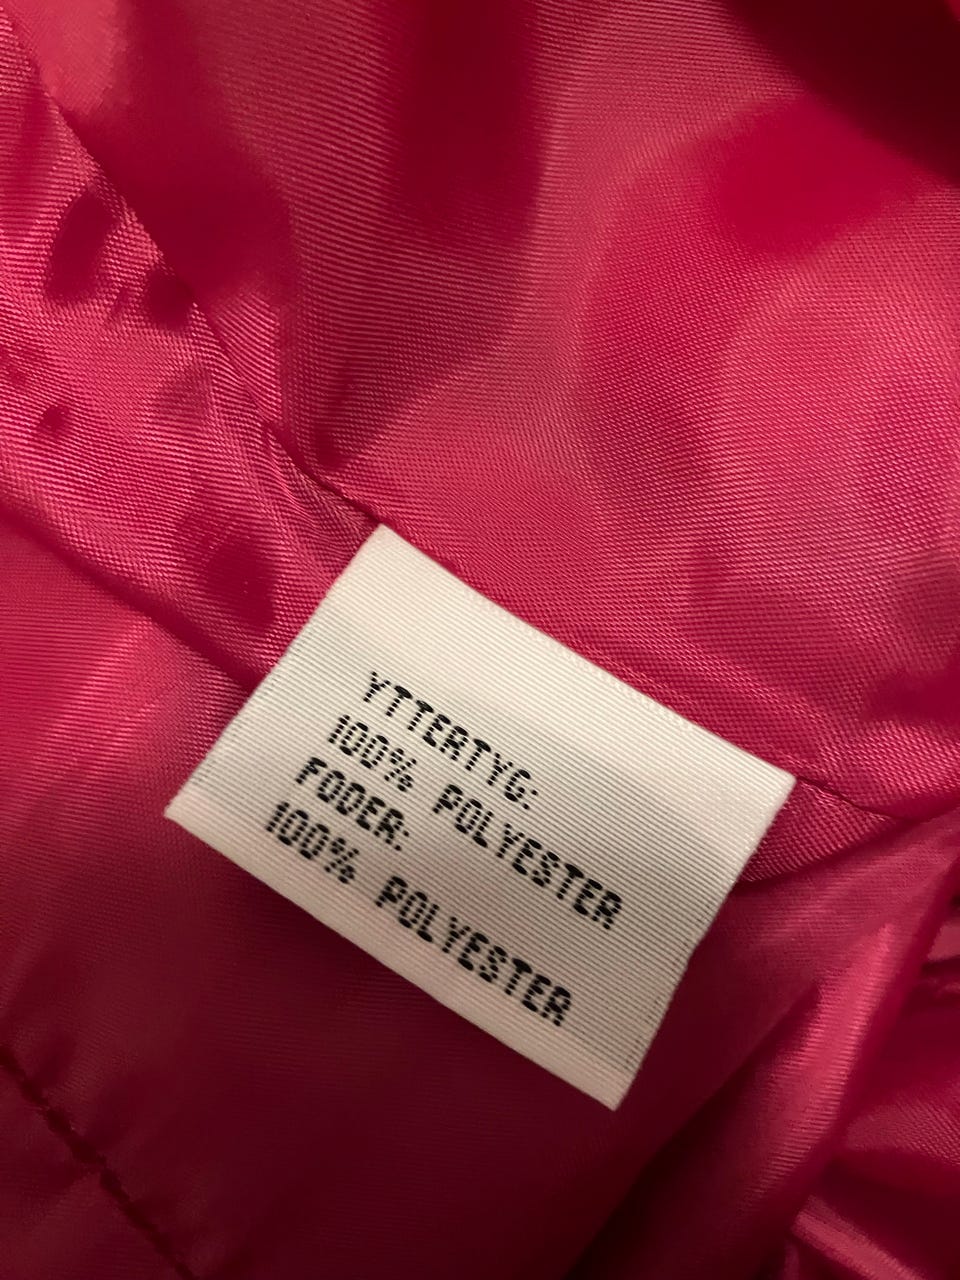 YTTERTYG:
100% POLYESTER
FODER:
100% POLYESTER